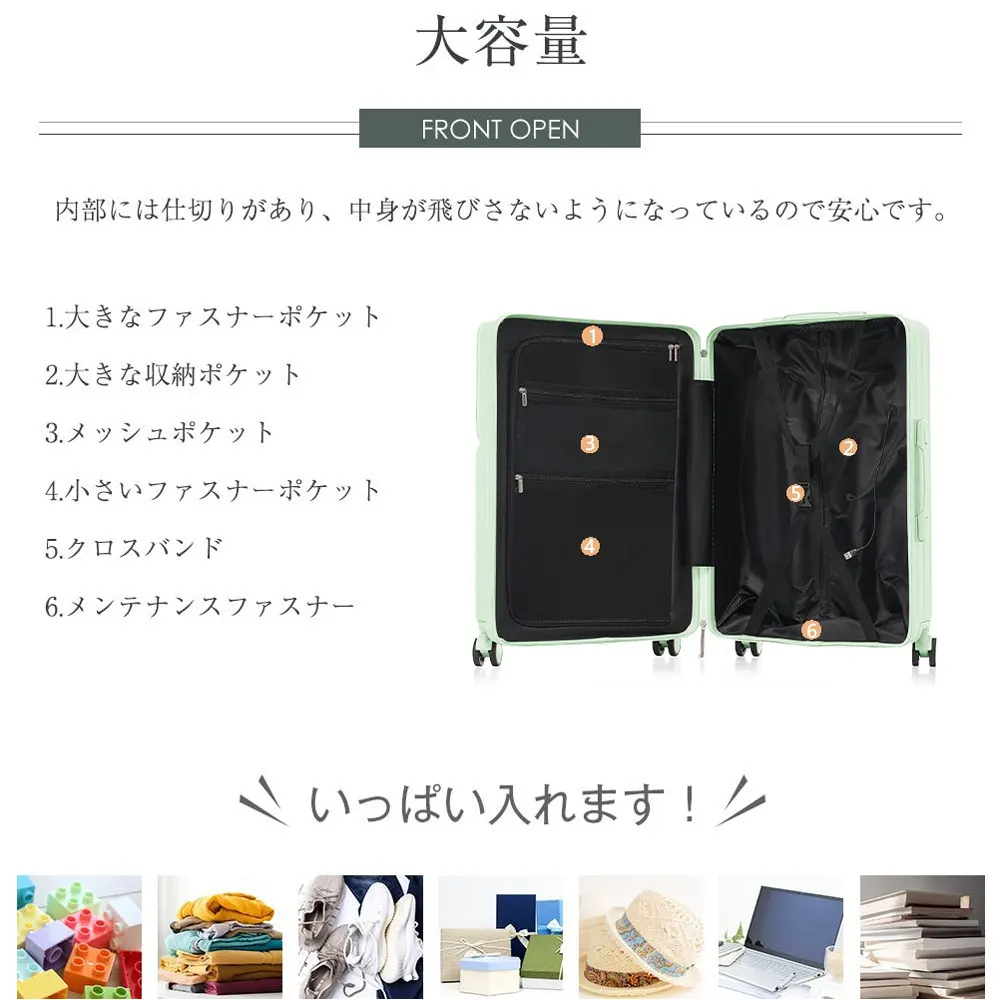 大容量
FRONT OPEN
内部には仕切りがあり、中身が飛びさないようになっているので安心です。
1.大きなファスナーポケット
2.大きな収納ポケット
3.メッシュポケット
4.小さいファスナーポケット
5.クロスバンド
6.メンテナンスファスナー
1
3
2
5
4
6
いっぱい入れます！